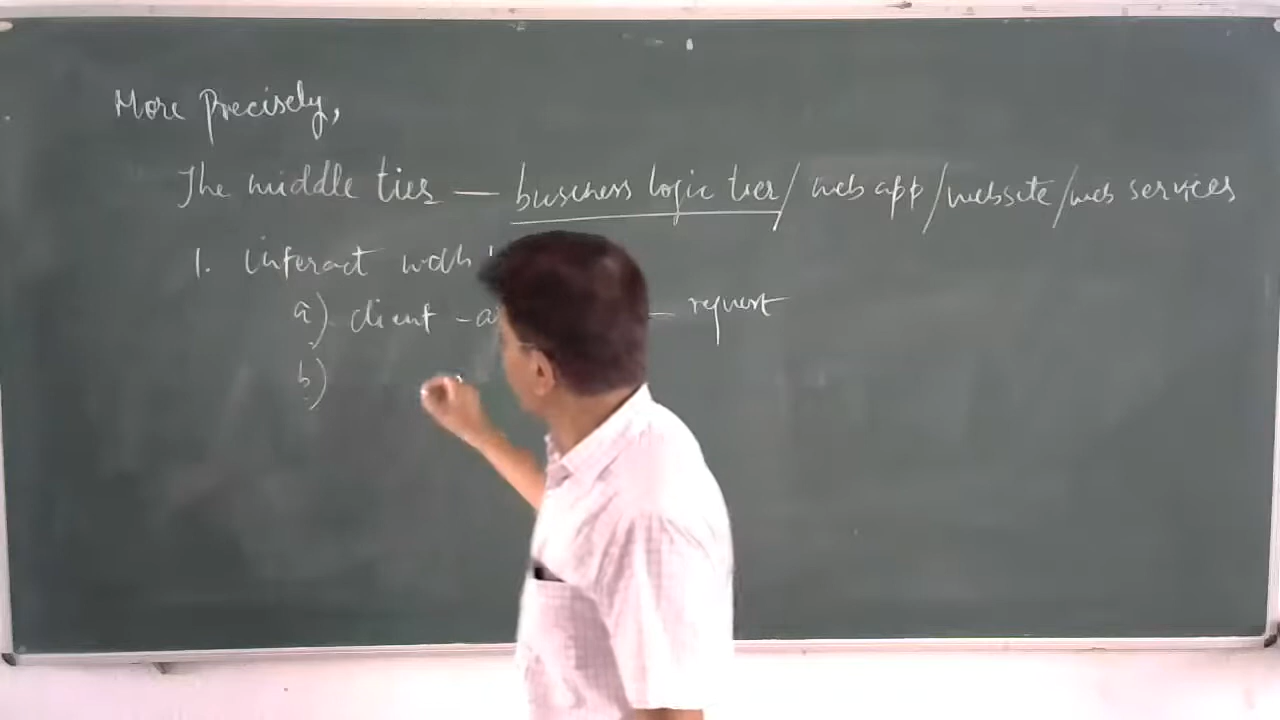 More Precisely,
The middle tier — business logic tier/ web app/website/web services
1. interact with
a) client - — request
b)